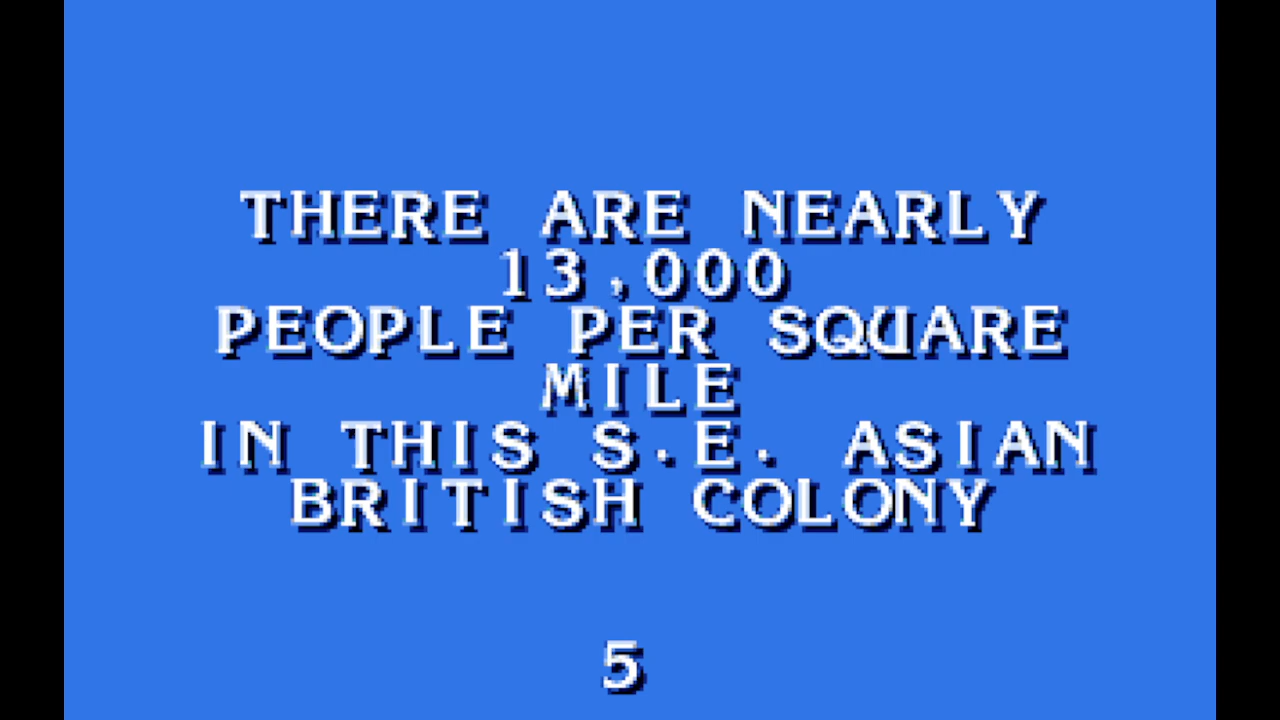 THERE ARE NEARLY
13,000
PEOPLE PER SQUARE
MILE
IN THIS S.E. ASIAN
BRITISH COLONY
5